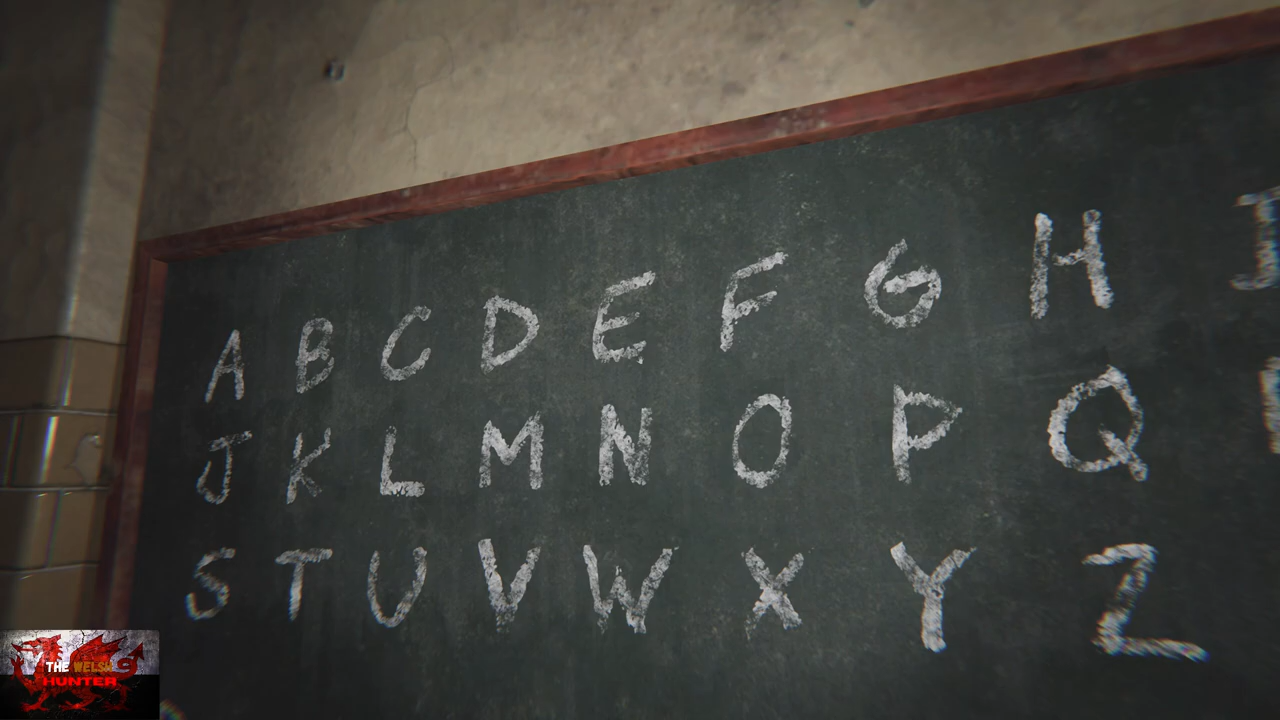 A B C D E F G H I
J K L M N O P Q
S T U V W X Y Z
THE WELSH
HUNTER